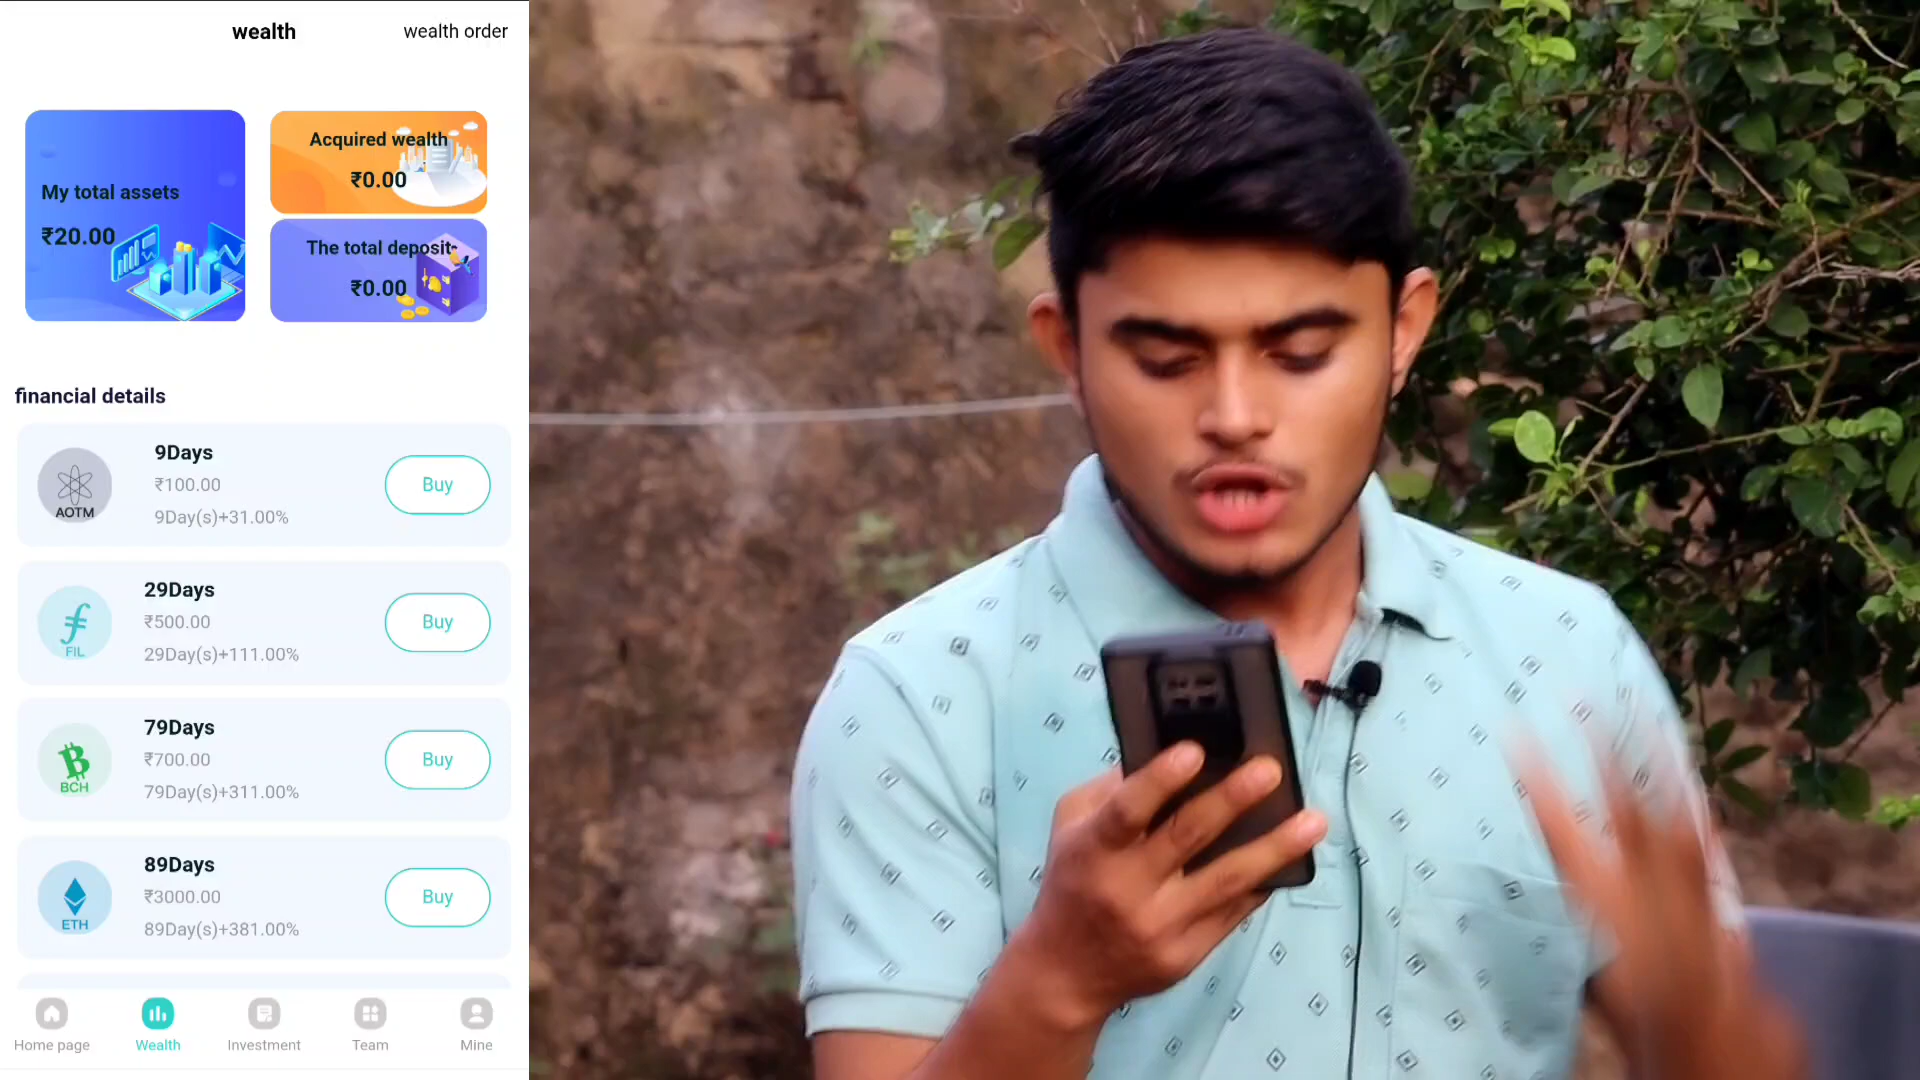 wealth
wealth order
My total assets
₹20.00
Acquired wealth
₹0.00
The total deposit
₹0.00
financial details
9Days
₹100.00
9Day(s)+31.00%
AOTM
Buy
29Days
₹500.00
29Day(s)+111.00%
FIL
Buy
79Days
₹700.00
79Day(s)+311.00%
BCH
Buy
89Days
₹3000.00
89Day(s)+381.00%
ETH
Buy
Home page
Wealth
Investment
Team
Mine